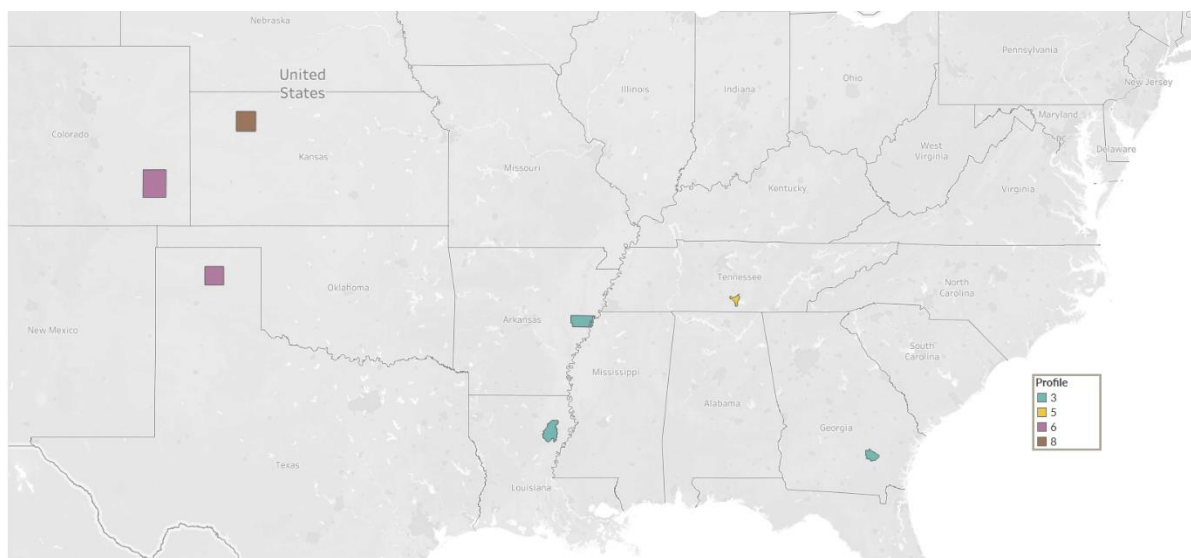 Nebraska
Pennsylvania
United
States
Ohio
New Jersey
Illinois
Indiana
Maryland
Colorado
DC
Delaware
West
Virginia
Kansas
Missouri
Kentucky
Virginia
Tennessee
North
Carolina
Oklahoma
Arkansas
New Mexico
South
Carolina
Mississippi
Alabama
Georgia
Texas
Louisiana
Profile
3
5
6
8